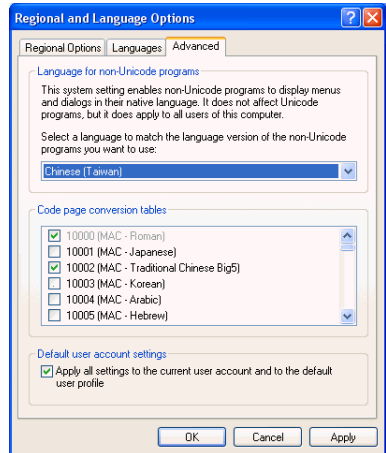 Regional and Language Options
Regional Options Languages Advanced
Language for non-Unicode programs
This system setting enables non-Unicode programs to display menus
and dialogs in their native language. It does not affect Unicode
programs, but it does apply to all users of this computer.
Select a language to match the language version of the non-Unicode
programs you want to use:
Chinese (Taiwan)
Code page conversion tables
10000 (MAC - Roman)
10001 (MAC - Japanese)
10002 (MAC - Traditional Chinese Big5)
10003 (MAC - Korean)
10004 (MAC - Arabic)
10005 (MAC - Hebrew)
Default user account settings
Apply all settings to the current user account and to the default
user profile
OK Cancel Apply